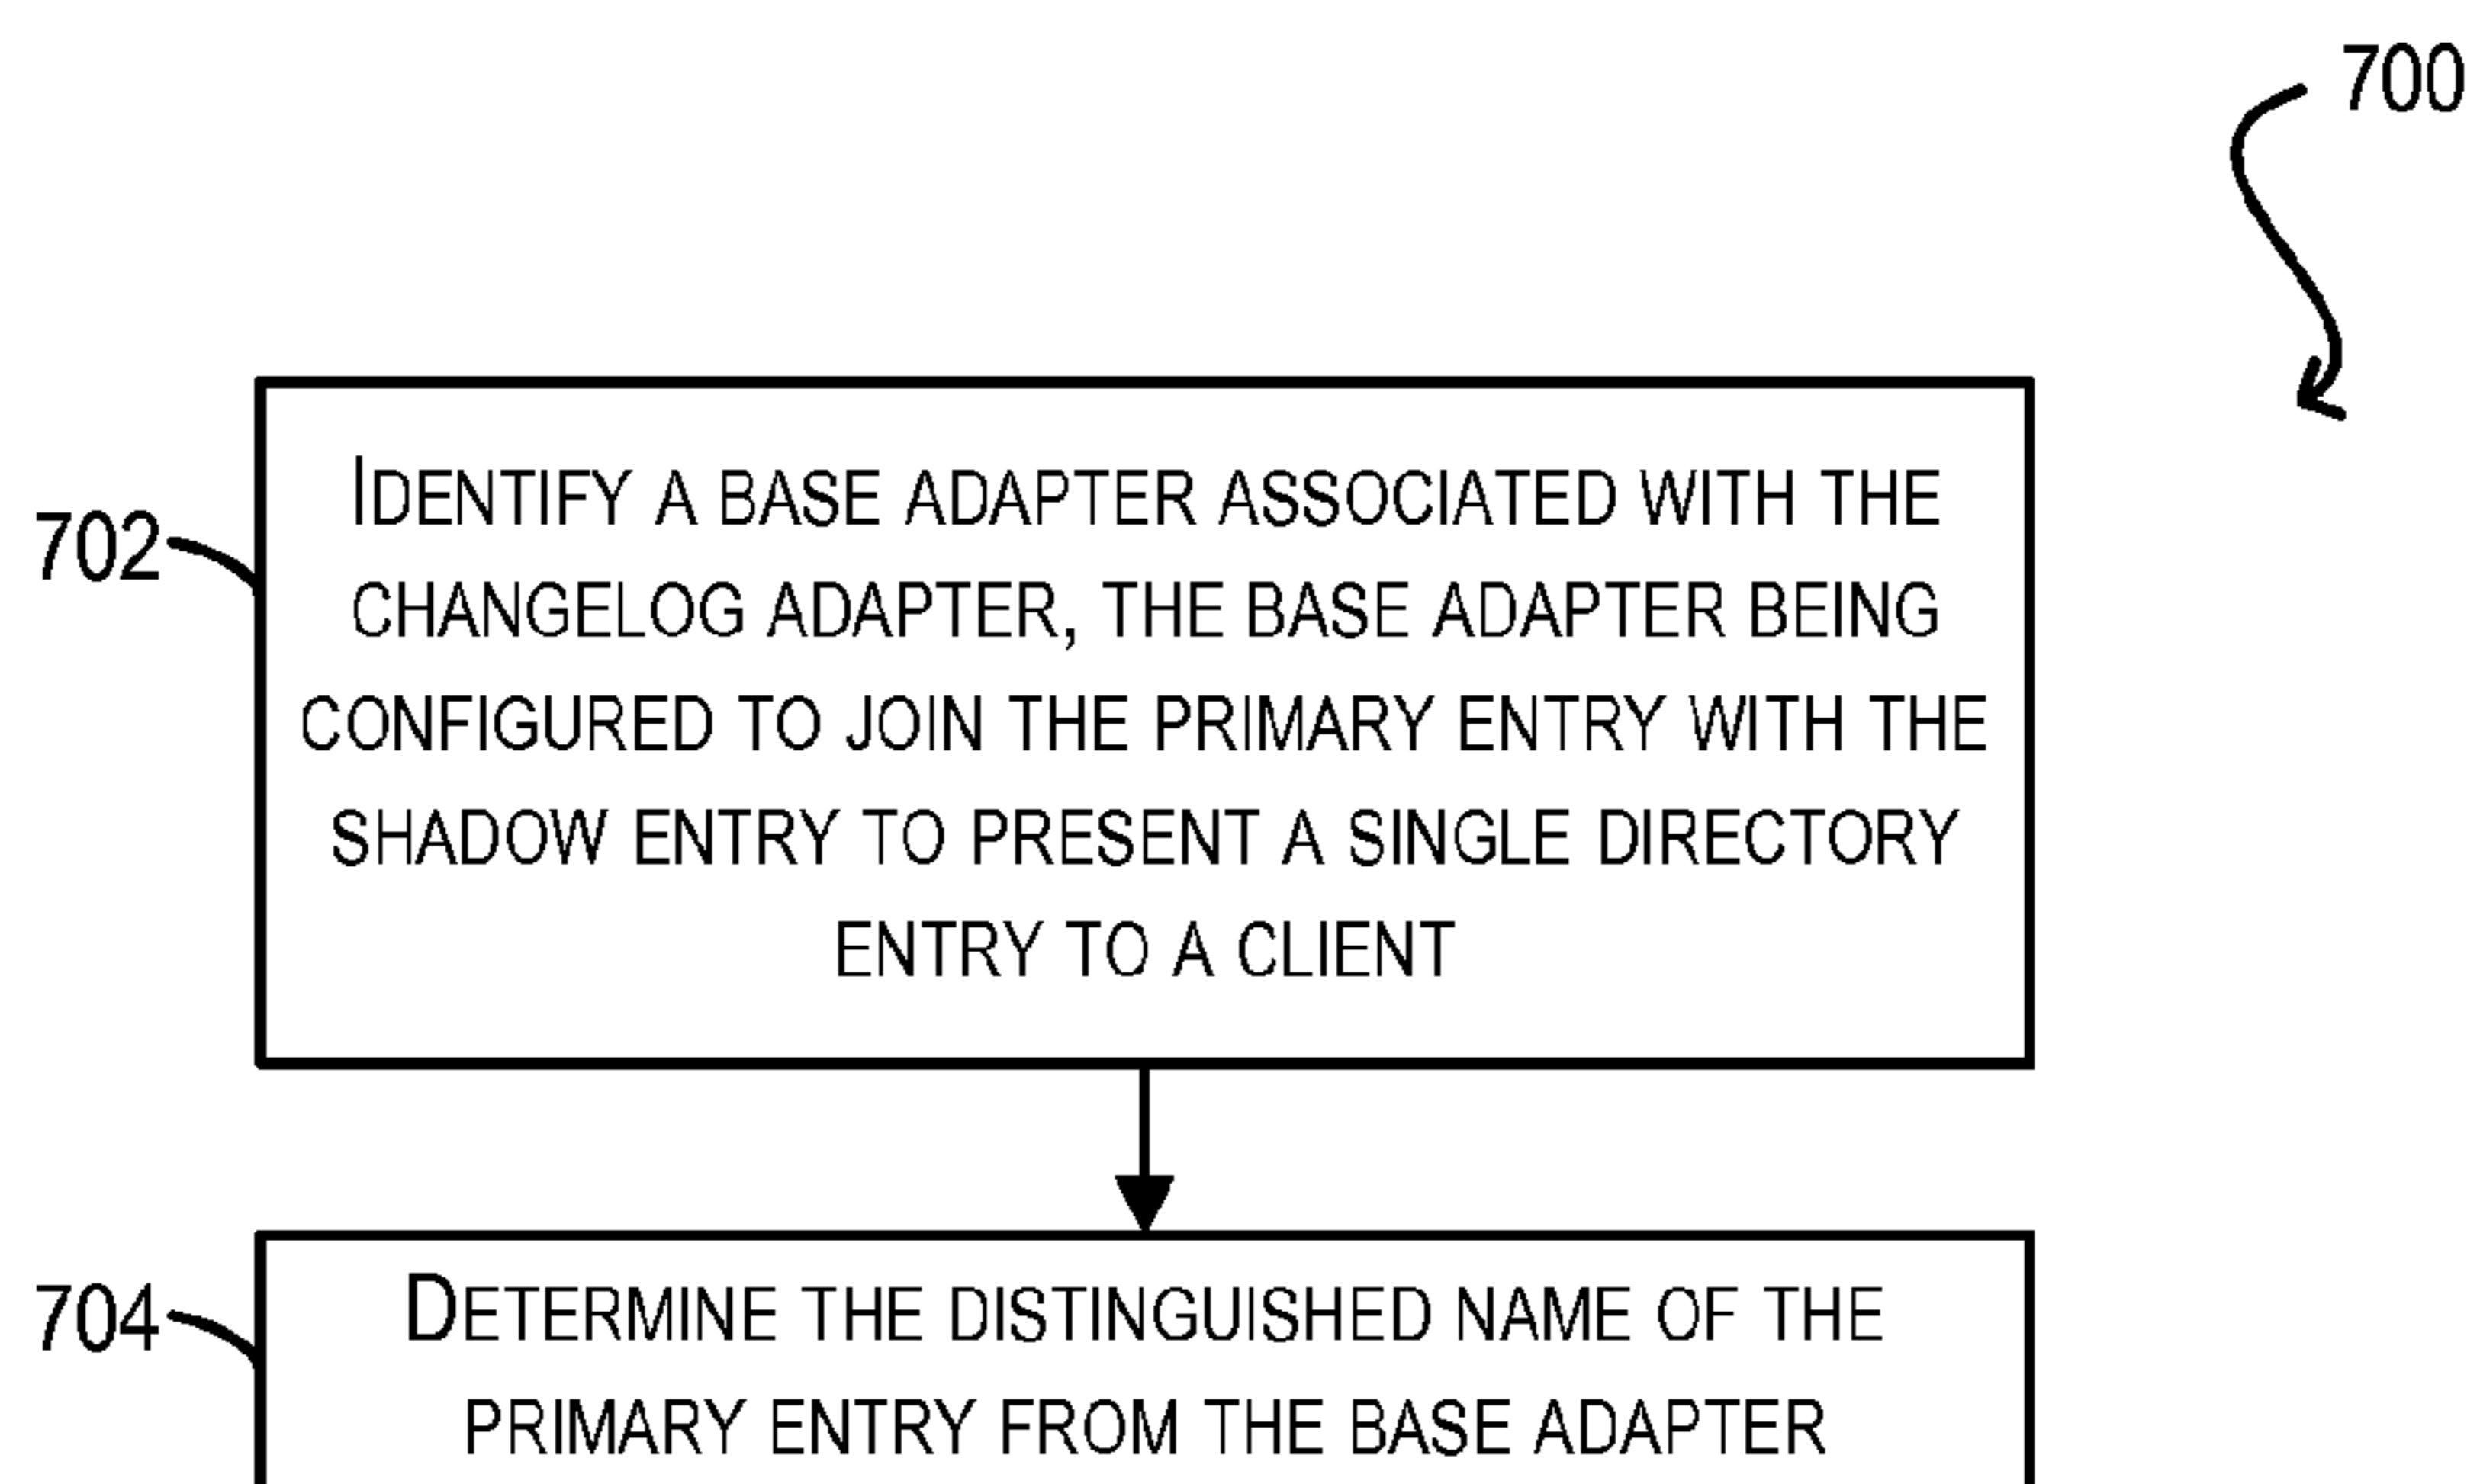 700
702
IDENTIFY A BASE ADAPTER ASSOCIATED WITH THE
CHANGELOG ADAPTER, THE BASE ADAPTER BEING
CONFIGURED TO JOIN THE PRIMARY ENTRY WITH THE
SHADOW ENTRY TO PRESENT A SINGLE DIRECTORY
ENTRY TO A CLIENT
704
DETERMINE THE DISTINGUISHED NAME OF THE
PRIMARY ENTRY FROM THE BASE ADAPTER